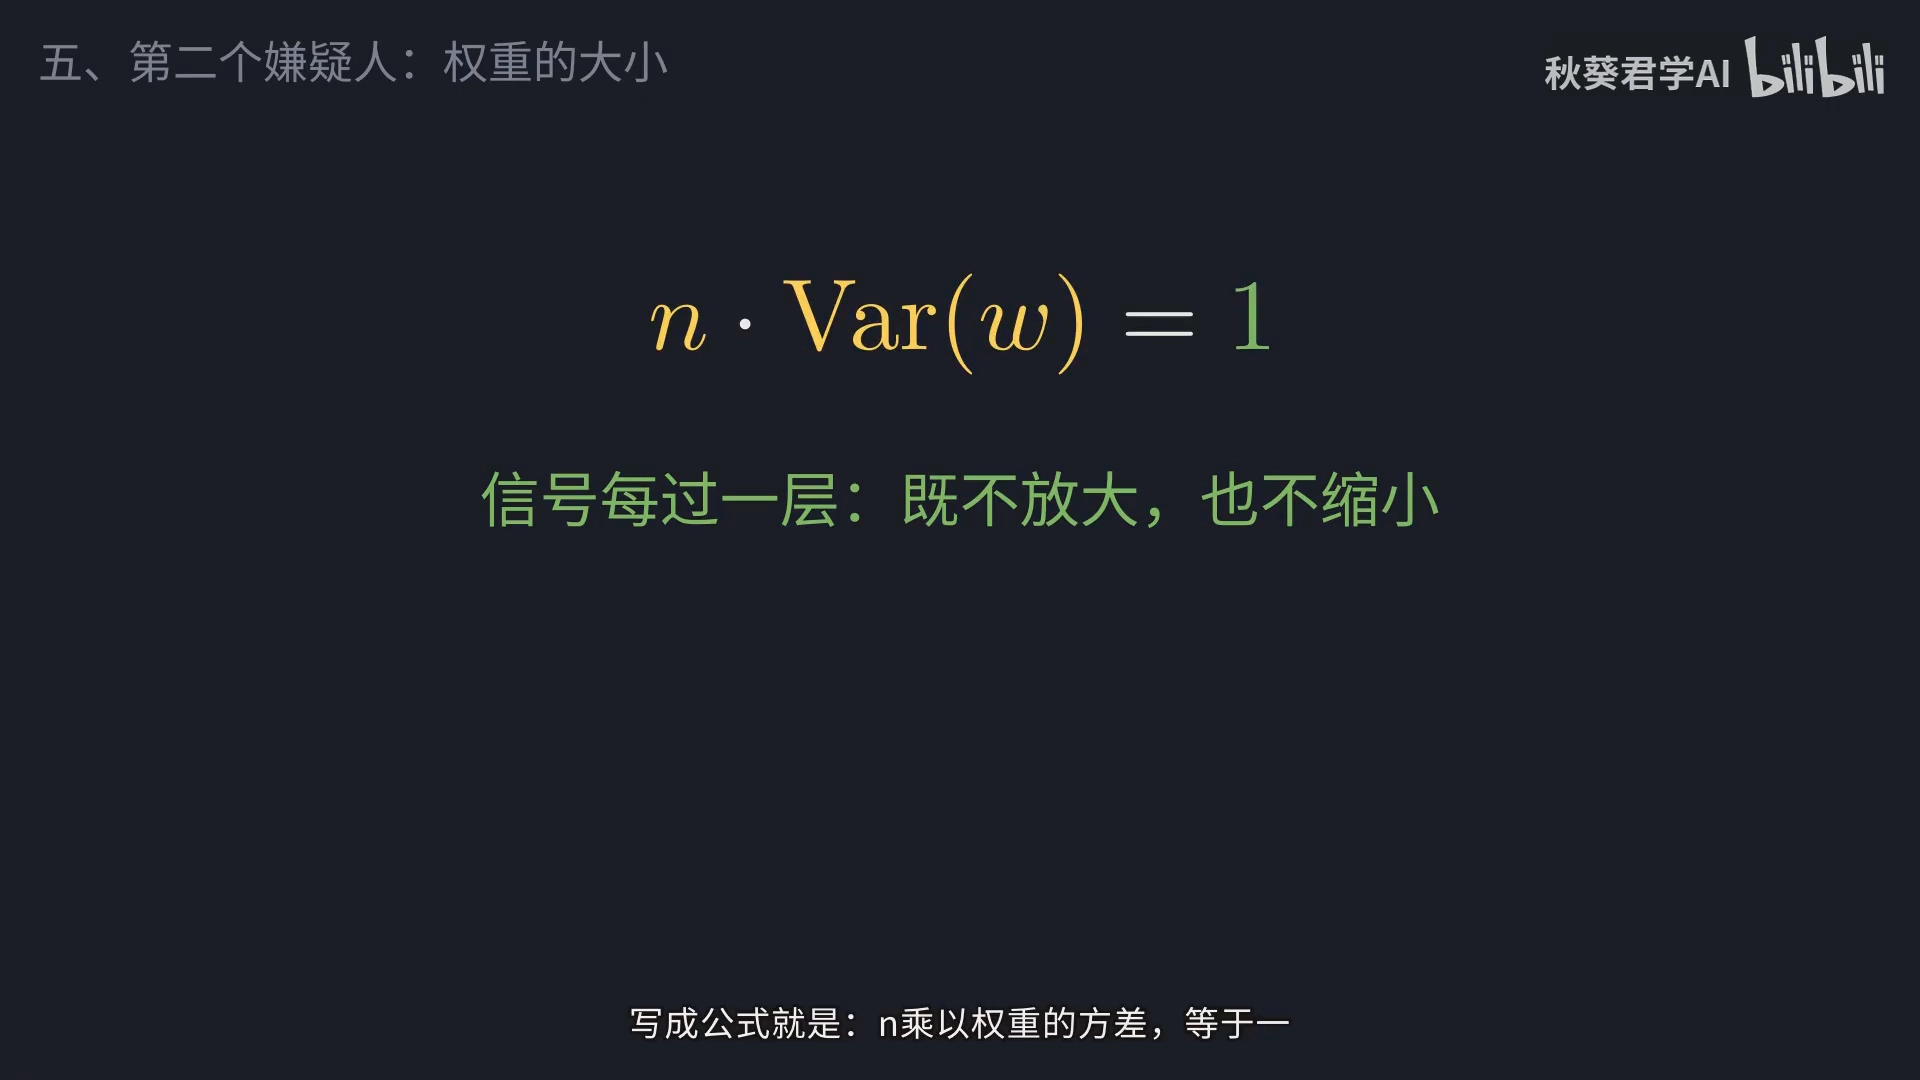 五、第二个嫌疑人：权重的大小
秋葵君学AI bilibili
n · Var(w) = 1
信号每过一层：既不放大，也不缩小
写成公式就是：n乘以权重的方差，等于一